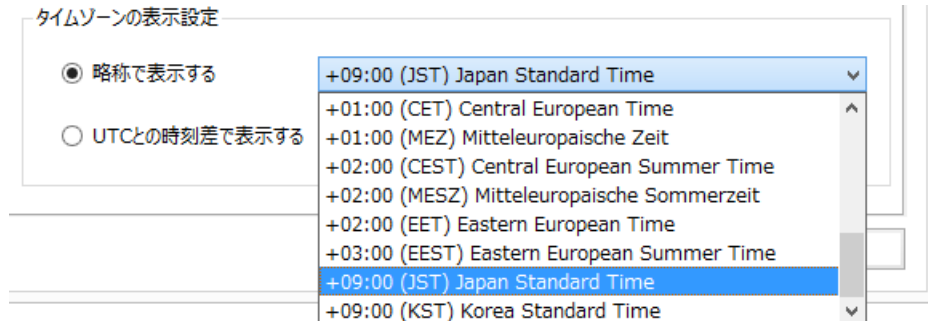 タイムゾーンの表示設定
略称で表示する
+09:00 (JST) Japan Standard Time
+01:00 (CET) Central European Time
+01:00 (MEZ) Mitteleuropaische Zeit
UTCとの時刻差で表示する
+02:00 (CEST) Central European Summer Time
+02:00 (MESZ) Mitteleuropaische Sommerzeit
+02:00 (EET) Eastern European Time
+03:00 (EEST) Eastern European Summer Time
+09:00 (JST) Japan Standard Time
+09:00 (KST) Korea Standard Time